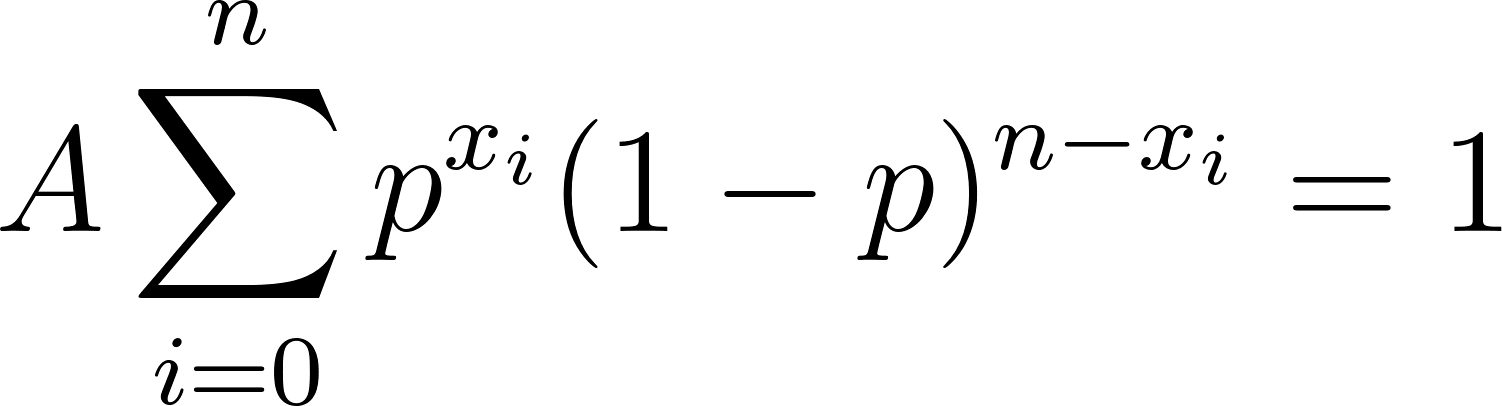 $A \sum_{i=0}^{n} p^{x_i} (1-p)^{n-x_i} = 1$